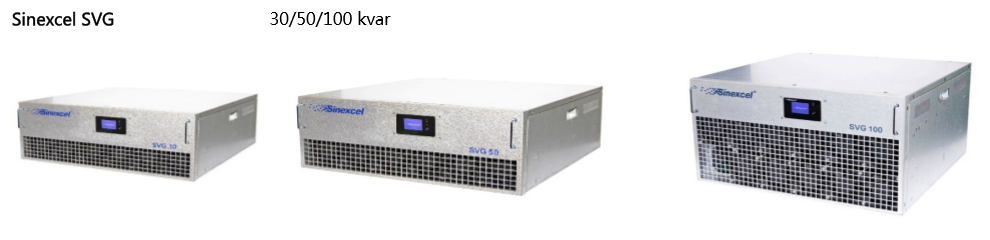 Sinexcel SVG
30/50/100 kvar
Sinexcel
SVG 30
Sinexcel
SVG 50
Sinexcel
SVG 100